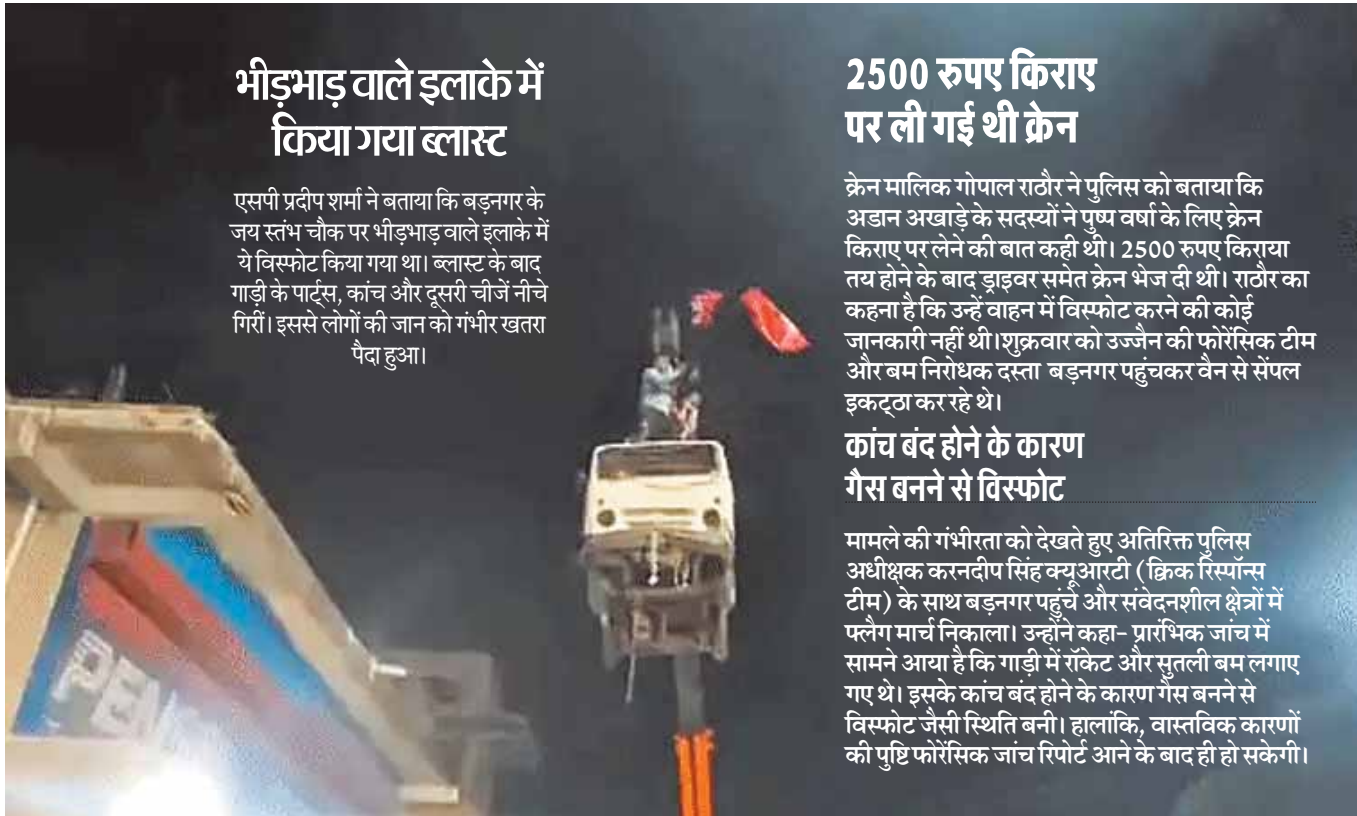 भीड़भाड़ वाले इलाके में
किया गया ब्लास्ट
एसपी प्रदीप शर्मा ने बताया कि बड़नगर के
जय स्तंभ चौक पर भीड़भाड़ वाले इलाके में
ये विस्फोट किया गया था। ब्लास्ट के बाद
गाड़ी के पार्ट्स, कांच और दूसरी चीजें नीचे
गिरीं। इससे लोगों की जान को गंभीर खतरा
पैदा हुआ।
2500 रुपए किराए
पर ली गई थी क्रेन
क्रेन मालिक गोपाल राठौर ने पुलिस को बताया कि
अडान अखाड़े के सदस्यों ने पुष्प वर्षा के लिए क्रेन
किराए पर लेने की बात कही थी। 2500 रुपए किराया
तय होने के बाद ड्राइवर समेत क्रेन भेज दी थी। राठौर का
कहना है कि उन्हें वाहन में विस्फोट करने की कोई
जानकारी नहीं थी।शुक्रवार को उज्जैन की फोरेंसिक टीम
और बम निरोधक दस्ता बड़नगर पहुंचकर वैन से सेंपल
इकट्ठा कर रहे थे।
कांच बंद होने के कारण
गैस बनने से विस्फोट
मामले की गंभीरता को देखते हुए अतिरिक्त पुलिस
अधीक्षक करनदीप सिंह क्यूआरटी (क्विक रिस्पॉन्स
टीम) के साथ बड़नगर पहुंचे और संवेदनशील क्षेत्रों में
फ्लैग मार्च निकाला। उन्होंने कहा- प्रारंभिक जांच में
सामने आया है कि गाड़ी में रॉकेट और सुतली बम लगाए
गए थे। इसके कांच बंद होने के कारण गैस बनने से
विस्फोट जैसी स्थिति बनी। हालांकि, वास्तविक कारणों
की पुष्टि फोरेंसिक जांच रिपोर्ट आने के बाद ही हो सकेगी।